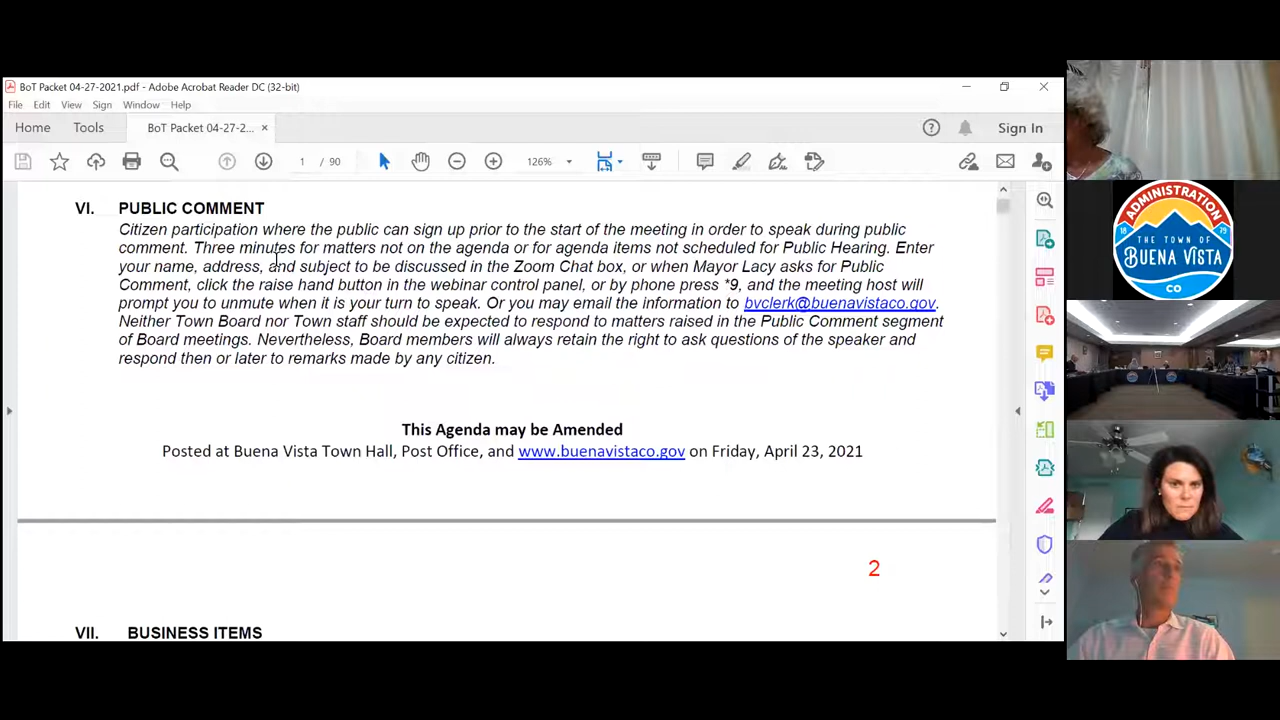 BoT Packet 04-27-2021.pdf - Adobe Acrobat Reader DC (32-bit)
File Edit View Sign Window Help
Home Tools BoT Packet 04-27-2... × Sign In
1 / 90 126%
VI. PUBLIC COMMENT
Citizen participation where the public can sign up prior to the start of the meeting in order to speak during public
comment. Three minutes for matters not on the agenda or for agenda items not scheduled for Public Hearing. Enter
your name, address, and subject to be discussed in the Zoom Chat box, or when Mayor Lacy asks for Public
Comment, click the raise hand button in the webinar control panel, or by phone press *9, and the meeting host will
prompt you to unmute when it is your turn to speak. Or you may email the information to bvclerk@buenavistaco.gov.
Neither Town Board nor Town staff should be expected to respond to matters raised in the Public Comment segment
of Board meetings. Nevertheless, Board members will always retain the right to ask questions of the speaker and
respond then or later to remarks made by any citizen.
This Agenda may be Amended
Posted at Buena Vista Town Hall, Post Office, and www.buenavistaco.gov on Friday, April 23, 2021
2
VII. BUSINESS ITEMS
ADMINISTRATION
18 79
THE TOWN OF
BUENA VISTA
CO